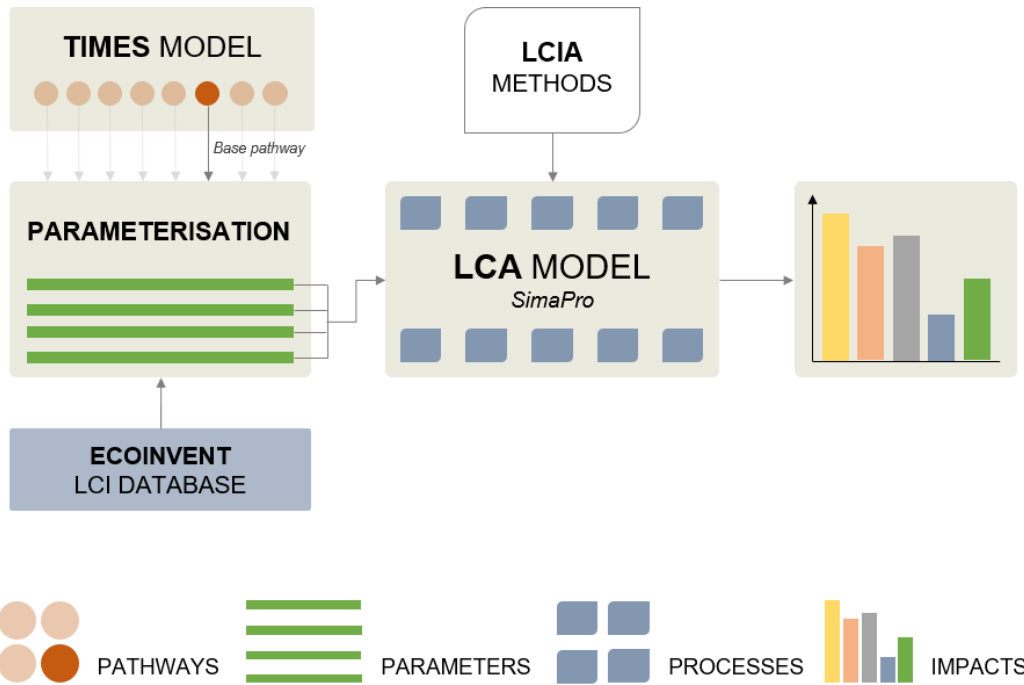 TIMES MODEL
Base pathway
LCIA
METHODS
PARAMETERISATION
LCA MODEL
SimaPro
ECOINVENT
LCI DATABASE
PATHWAYS
PARAMETERS
PROCESSES
IMPACTS